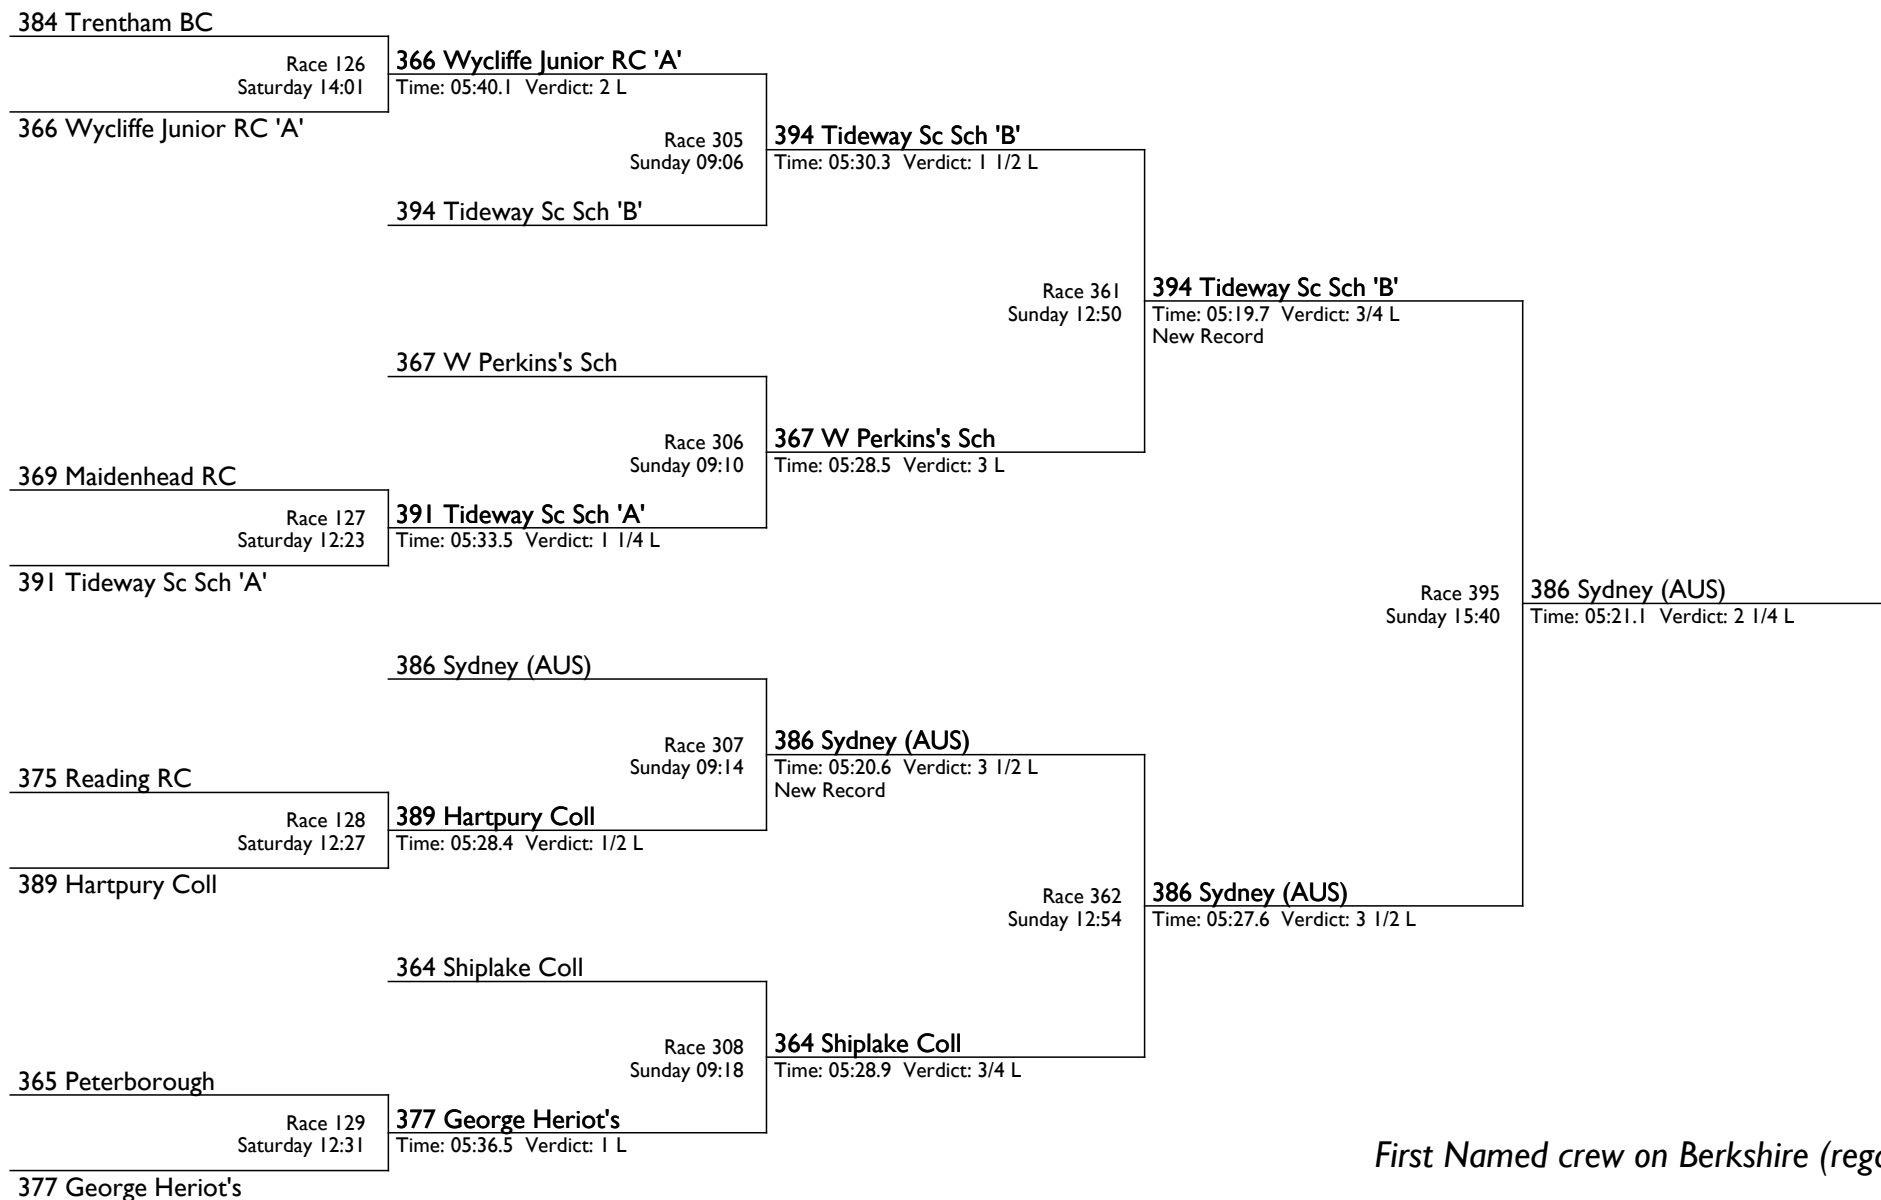 384 Trentham BC
Race 126
Saturday 14:01
366 Wycliffe Junior RC 'A'
366 Wycliffe Junior RC 'A'
Time: 05:40.1 Verdict: 2 L
Race 305
Sunday 09:06
394 Tideway Sc Sch 'B'
394 Tideway Sc Sch 'B'
Time: 05:30.3 Verdict: 1 1/2 L
Race 361
Sunday 12:50
394 Tideway Sc Sch 'B'
Time: 05:19.7 Verdict: 3/4 L
New Record
367 W Perkins's Sch
Race 306
Sunday 09:10
367 W Perkins's Sch
Time: 05:28.5 Verdict: 3 L
369 Maidenhead RC
Race 127
Saturday 12:23
391 Tideway Sc Sch 'A'
391 Tideway Sc Sch 'A'
Time: 05:33.5 Verdict: 1 1/4 L
Race 395
Sunday 15:40
386 Sydney (AUS)
Time: 05:21.1 Verdict: 2 1/4 L
386 Sydney (AUS)
Race 307
Sunday 09:14
386 Sydney (AUS)
Time: 05:20.6 Verdict: 3 1/2 L
New Record
375 Reading RC
Race 128
Saturday 12:27
389 Hartpury Coll
389 Hartpury Coll
Time: 05:28.4 Verdict: 1/2 L
Race 362
Sunday 12:54
386 Sydney (AUS)
Time: 05:27.6 Verdict: 3 1/2 L
364 Shiplake Coll
Race 308
Sunday 09:18
364 Shiplake Coll
Time: 05:28.9 Verdict: 3/4 L
365 Peterborough
Race 129
Saturday 12:31
377 George Heriot's
377 George Heriot's
Time: 05:36.5 Verdict: 1 L
First Named crew on Berkshire